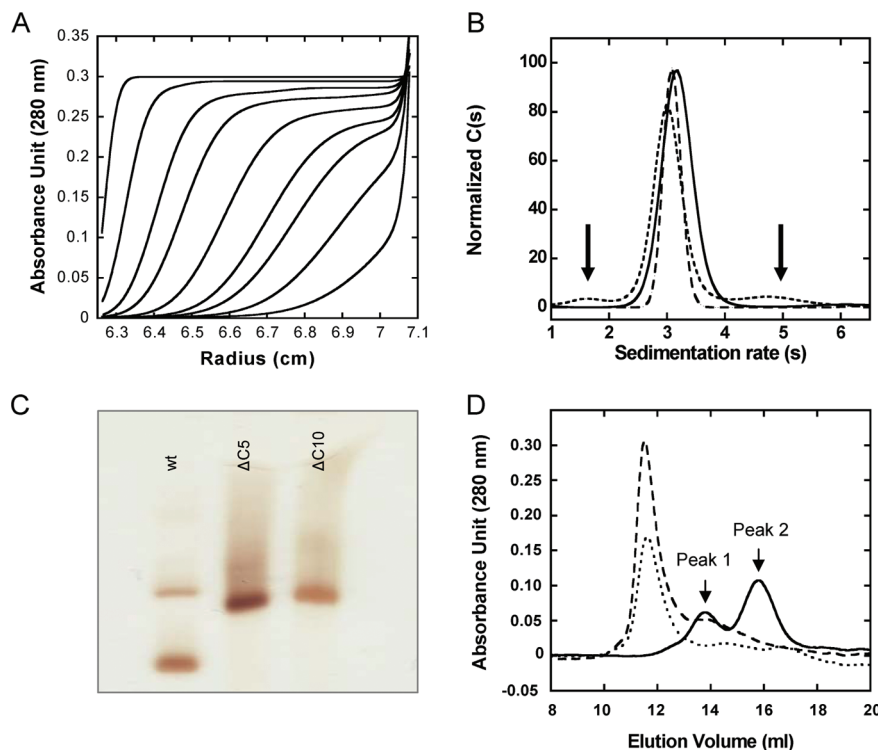 A
Absorbance Unit (280 nm)
0.35
0.3
0.25
0.2
0.15
0.1
0.05
0
6.3 6.4 6.5 6.6 6.7 6.8 6.9 7 7.1
Radius (cm)
B
Normalized C(s)
100
80
60
40
20
0
1 2 3 4 5 6
Sedimentation rate (s)
C
wt ΔC5 ΔC10
D
Absorbance Unit (280 nm)
0.30
0.25
0.20
0.15
0.10
0.05
0
-0.05
Peak 1
Peak 2
8 10 12 14 16 18 20
Elution Volume (ml)